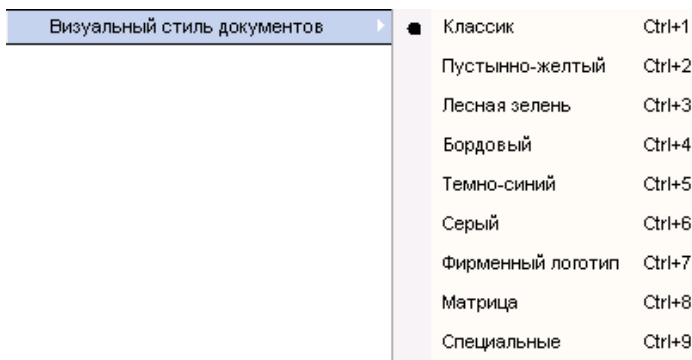 Визуальный стиль документов
Классик Ctrl+1
Пустынно-желтый Ctrl+2
Лесная зелень Ctrl+3
Бордовый Ctrl+4
Темно-синий Ctrl+5
Серый Ctrl+6
Фирменный логотип Ctrl+7
Матрица Ctrl+8
Специальные Ctrl+9